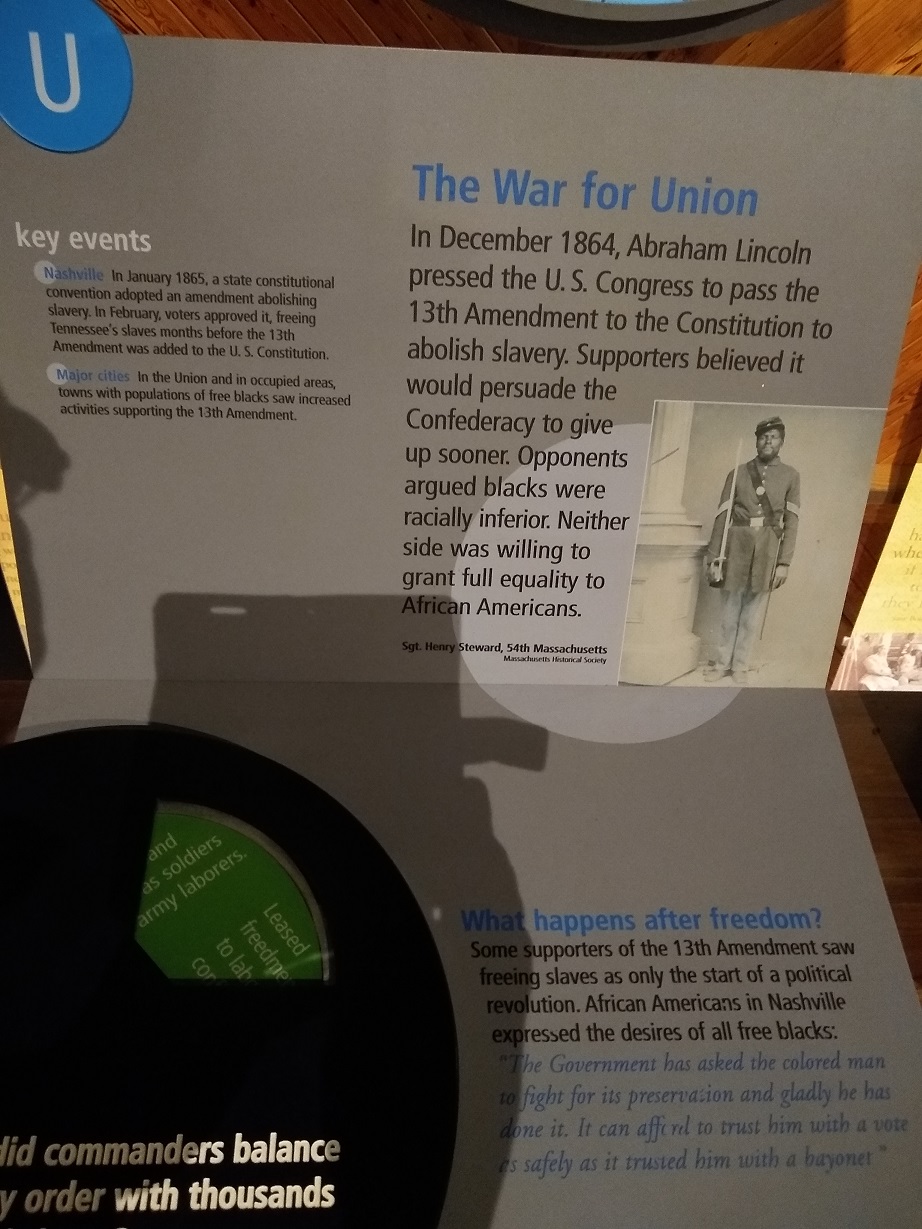 U
key events
Nashville In January 1865, a state constitutional
convention adopted an amendment abolishing
slavery. In February, voters approved it, freeing
Tennessee's slaves months before the 13th
Amendment was added to the U. S. Constitution.
Major cities In the Union and in occupied areas,
towns with populations of free blacks saw increased
activities supporting the 13th Amendment.
The War for Union
In December 1864, Abraham Lincoln
pressed the U. S. Congress to pass the
13th Amendment to the Constitution to
abolish slavery. Supporters believed it
would persuade the
Confederacy to give
up sooner. Opponents
argued blacks were
racially inferior. Neither
side was willing to
grant full equality to
African Americans.
Sgt. Henry Steward, 54th Massachusetts
Massachusetts Historical Society
and
as soldiers
army laborers.
Leased
freedme
to lab
con
What happens after freedom?
Some supporters of the 13th Amendment saw
freeing slaves as only the start of a political
revolution. African Americans in Nashville
expressed the desires of all free blacks:
"The Government has asked the colored man
to fight for its preservation and gladly he has
done it. It can afford to trust him with a vote
as safely as it trusted him with a bayonet"
did commanders balance
y order with thousands